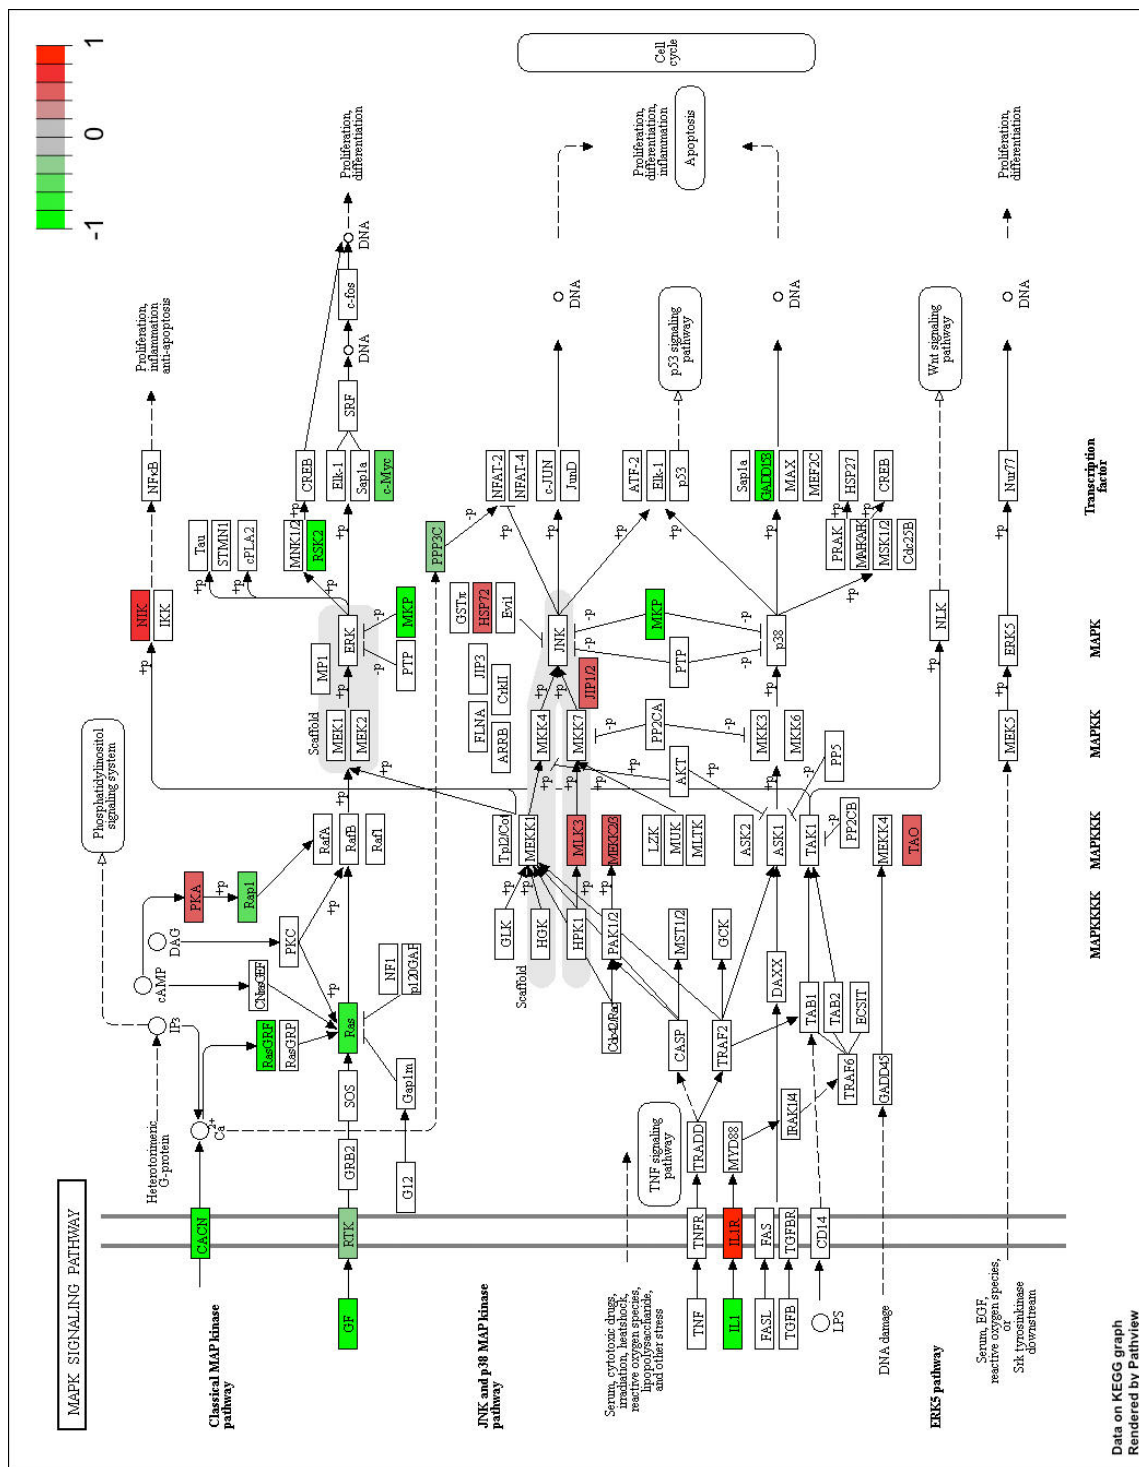 MAPK SIGNALING PATHWAY
-1
0
1
Phosphatidylinositol
signaling system
Heterotorimeric
G-protein
IP3
cAMP
DAG
PKA
Rap1
+p
NIK
IKK
+p
NFκB
Proliferation,
inflammation
anti-apoptosis
Classical MAP kinase
pathway
CACN
2+
Ca
RasGRF
RasGRP
CNrasGEF
PKC
NF1
p120GAP
Gap1m
G12
GF
RTK
GRB2
SOS
Ras
+p
+p
RafA
RafB
Raf1
+p
Scaffold
MEK1
MEK2
MP1
+p
ERK
PTP
MKP
-p
-p
Tau
STMN1
cPLA2
+p
+p
MNK1/2
RSK2
+p
CREB
+p
Elk-1
Sap1a
c-Myc
+p
SRF
DNA
c-fos
DNA
Proliferation,
differentiation
PPP3C
-p
NFAT-2
NFAT-4
c-JUN
JunD
+p
JNK and p38 MAP kinase
pathway
Scaffold
GLK
HGK
HPK1
PAK1/2
Tpl2/Cot
MEKK1
MLK3
MEKK2/3
+p
+p
+p
+p
LZK
MUK
MLTK
MKK4
MKK7
+p
+p
FLNA
ARRB
JIP3
CrkII
GSTπ
HSP72
Evi1
JNK
JIP1/2
+p
+p
DNA
Proliferation,
differentiation,
inflammation
Apoptosis
Cell
cycle
Serum, cytotoxic drugs,
irradiation, heatshock,
reactive oxygen species,
lipopolysaccharide,
and other stress
TNF signaling
pathway
CASP
TRAF2
MST1/2
GCK
AKT
PP2CA
-p
-p
PTP
MKP
-p
-p
-p
-p
ATF-2
Elk-1
p53
+p
+p
p53 signaling
pathway
TNF
TNFR
TRADD
IL1
IL1R
MYD88
IRAK1/4
FASL
FAS
DAXX
TGFB
TGFBR
LPS
CD14
TRAF6
TAB1
TAB2
ECSIT
ASK2
ASK1
TAK1
+p
PP5
-p
PP2CB
-p
+p
MKK3
MKK6
+p
p38
+p
Sap1a
GADD153
MAX
MEF2C
DNA
PRAK
MAPKAPK
MSK1/2
Cdc25B
+p
+p
+p
HSP27
CREB
DNA damage
GADD45
MEKK4
TAO
+p
NLK
Wnt signaling
pathway
ERK5 pathway
Serum, EGF,
reactive oxygen species,
or
Srk tyrosinkinase
downstream
MEK5
+p
ERK5
+p
Nur77
DNA
Proliferation,
differentiation
MAPKKKK
MAPKKK
MAPKK
MAPK
Transcription
factor
Data on KEGG graph
Rendered by Pathview